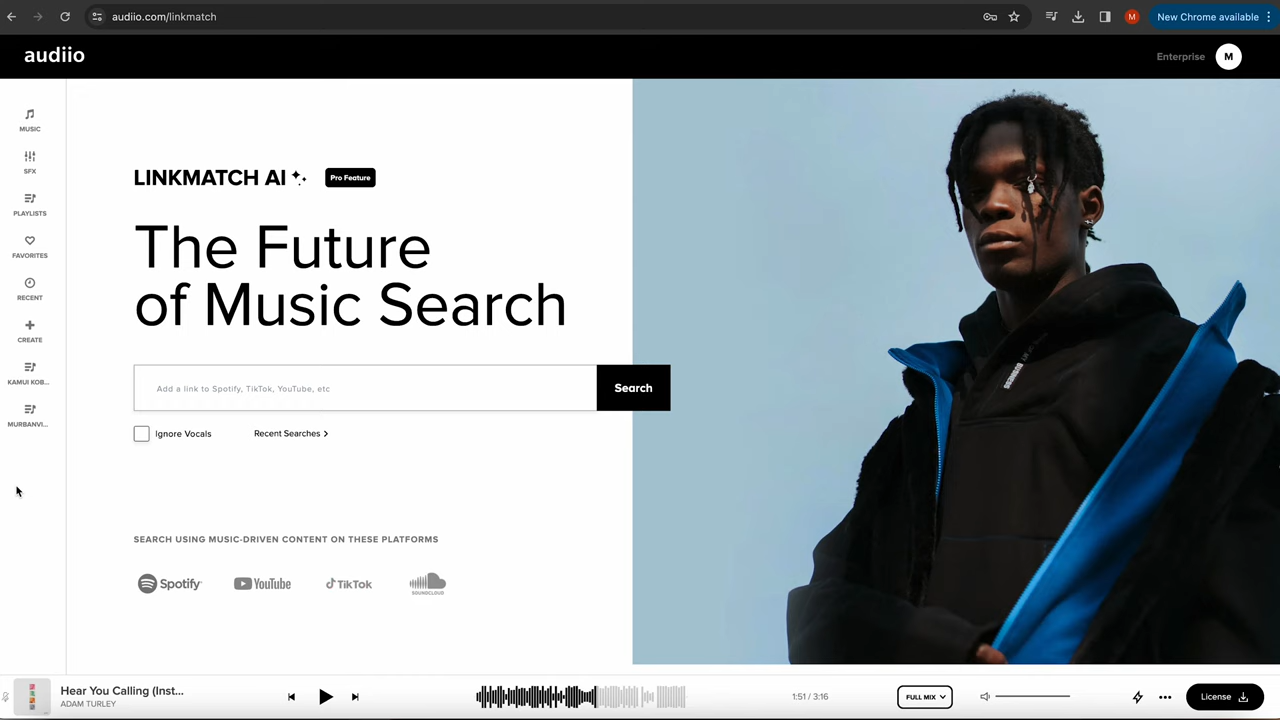 audiio.com/linkmatch
M
New Chrome available
audiio
Enterprise
M
MUSIC
SFX
PLAYLISTS
FAVORITES
RECENT
CREATE
KAMUI KOB...
MURBANVI...
LINKMATCH AI
Pro Feature
The Future
of Music Search
Add a link to Spotify, TikTok, YouTube, etc
Search
Ignore Vocals
Recent Searches >
SEARCH USING MUSIC-DRIVEN CONTENT ON THESE PLATFORMS
Spotify
YouTube
TikTok
SOUNDCLOUD
Hear You Calling (Inst...
ADAM TURLEY
1:51 / 3:16
FULL MIX
License